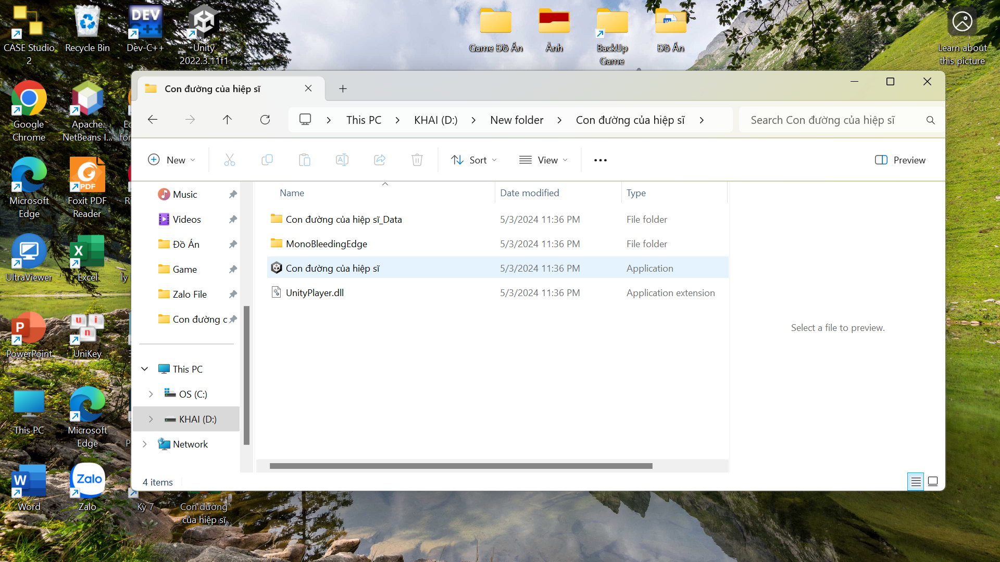 CASE Studio
2
Recycle Bin
DEV
C++
Dev-C++
Unity
2022.3.11f1
Game Đồ Án
Ảnh
BackUp
Game
Đồ Án
Learn about
this picture
Google
Chrome
Apache
NetBeans I...
Microsoft
Edge
PDF
Foxit PDF
Reader
UltraViewer
X
Excel
ly
P
PowerPoint
u i
n
UniKey
This PC
Microsoft
Edge
W
Word
Zalo
Zalo
Kỳ 7
Con đường
của hiệp sĩ
Con đường của hiệp sĩ
This PC
KHAI (D:)
New folder
Con đường của hiệp sĩ
Search Con đường của hiệp sĩ
New
Sort
View
Preview
Music
Videos
Đồ Án
Game
Zalo File
Con đường c
This PC
OS (C:)
KHAI (D:)
Network
Name Date modified Type
Con đường của hiệp sĩ_Data 5/3/2024 11:36 PM File folder
MonoBleedingEdge 5/3/2024 11:36 PM File folder
Con đường của hiệp sĩ 5/3/2024 11:36 PM Application
UnityPlayer.dll 5/3/2024 11:36 PM Application extension
Select a file to preview.
4 items